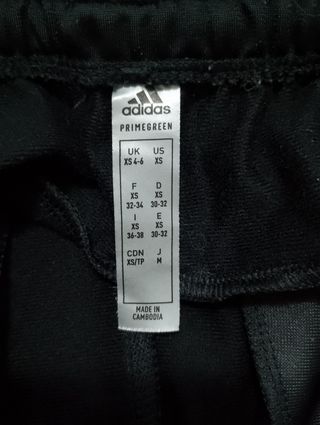 adidas
PRIMEGREEN
UK US
XS 4-6 XS
F D
XS XS
32-34 30-32
I E
XS XS
36-38 30-32
CDN J
XS/TP M
MADE IN
CAMBODIA